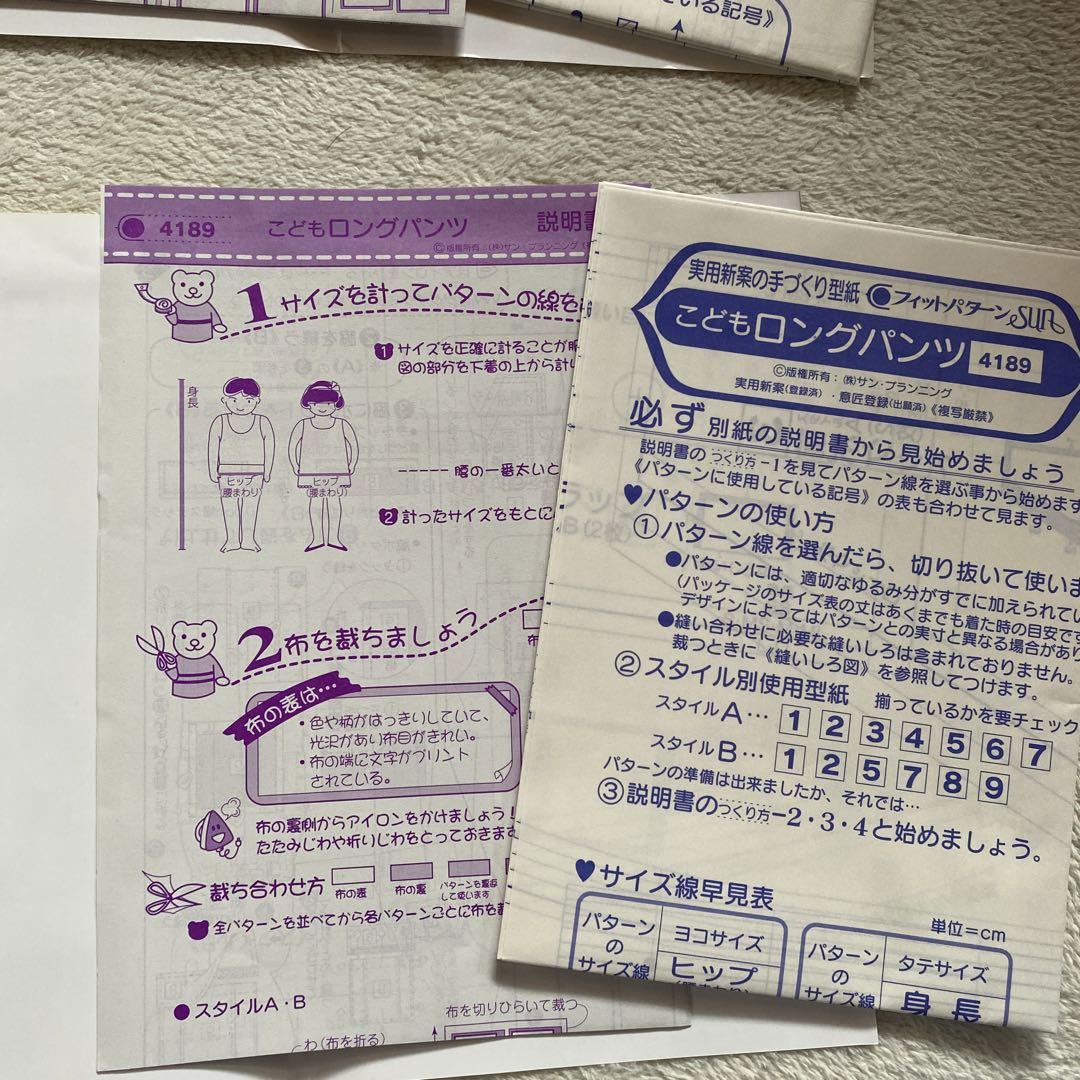 いる記号》
4189
こどもロングパンツ
説明書
©版権所有:(株)サン・プランニング
1 サイズを計ってパターンの線を
1 サイズを正確に計ることが
図の部分を下着の上から計り
身長
ヒップ
(腰まわり)
ヒップ
(腰まわり)
----- 腰の一番太いと
2 計ったサイズをもとに
2 布を裁ちましょう
布の表は…
・色や柄がはっきりしていて、
光沢があり布目がきれい。
・布の端に文字がプリント
されている。
布の裏側からアイロンをかけましょう!
たたみじわや折りじわをとっておきます
裁ち合わせ方
布の表
布の裏
パターンを裏返
して使います
全パターンを並べてから各パターンごとに布を裁
●スタイルA・B
布を切りひらいて裁つ
わ(布を折る)
実用新案の手づくり型紙
フィットパターンSUN
こどもロングパンツ 4189
©版権所有:(株)サン・プランニング
実用新案(登録済)・意匠登録(出願済)《複写厳禁》
必ず別紙の説明書から見始めましょう
説明書のつくり方-1を見てパターン線を選ぶ事から始めます
《パターンに使用している記号》の表も合わせて見ます。
♥パターンの使い方
①パターン線を選んだら、切り抜いて使いま
●パターンには、適切なゆるみ分がすでに加えられてい
(パッケージのサイズ表の丈はあくまでも着た時の目安です
デザインによってはパターンとの実寸と異なる場合があり
●縫い合わせに必要な縫いしろは含まれておりません。
裁つときに《縫いしろ図》を参照してつけます。
②スタイル別使用型紙 揃っているかを要チェック
スタイルA… 1 2 3 4 5 6 7
スタイルB… 1 2 5 7 8 9
パターンの準備は出来ましたか、それでは…
③説明書のつくり方-2・3・4と始めましょう。
♥サイズ線早見表
単位=cm
パターン
の
サイズ線
ヨコサイズ
ヒップ
(腰まわり)
パターン
の
サイズ線
タテサイズ
身長